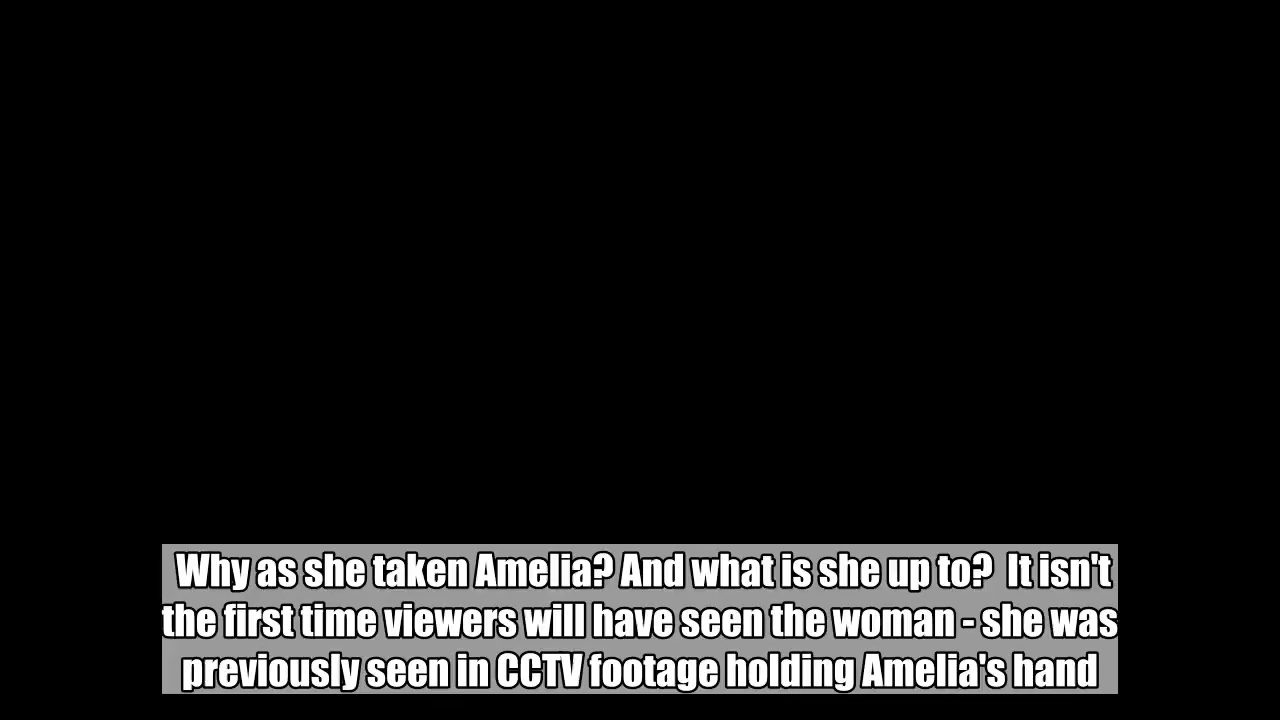 Why as she taken Amelia? And what is she up to?  It isn't
the first time viewers will have seen the woman - she was
previously seen in CCTV footage holding Amelia's hand